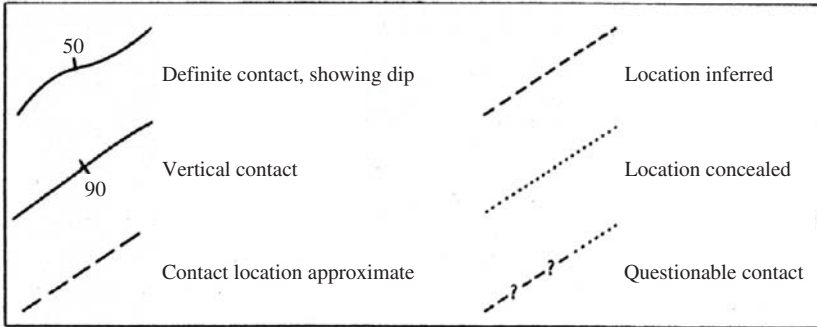 50
Definite contact, showing dip
90
Vertical contact
Contact location approximate
Location inferred
Location concealed
? ?
Questionable contact